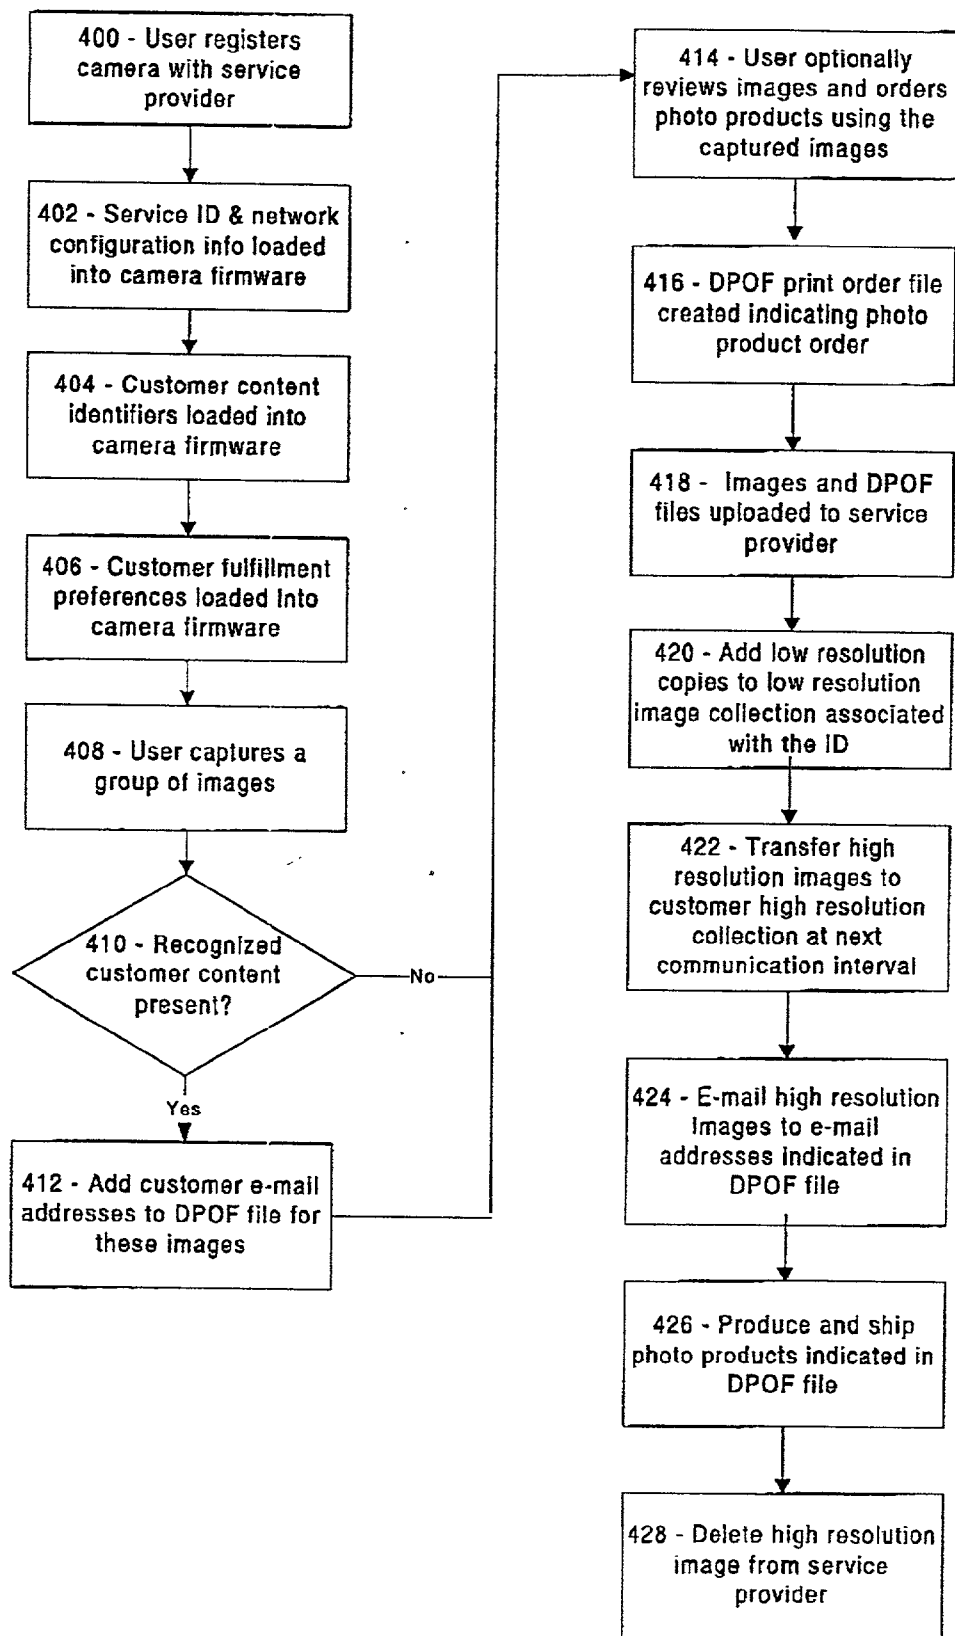 400 - User registers
camera with service
provider
402 - Service ID & network
configuration info loaded
into camera firmware
404 - Customer content
identifiers loaded into
camera firmware
406 - Customer fulfillment
preferences loaded into
camera firmware
408 - User captures a
group of images
410 - Recognized
customer content
present?
No
Yes
412 - Add customer e-mail
addresses to DPOF file for
these images
414 - User optionally
reviews images and orders
photo products using the
captured images
416 - DPOF print order file
created indicating photo
product order
418 - Images and DPOF
files uploaded to service
provider
420 - Add low resolution
copies to low resolution
image collection associated
with the ID
422 - Transfer high
resolution images to
customer high resolution
collection at next
communication interval
424 - E-mail high resolution
Images to e-mail
addresses indicated in
DPOF file
426 - Produce and ship
photo products indicated in
DPOF file
428 - Delete high resolution
image from service
provider